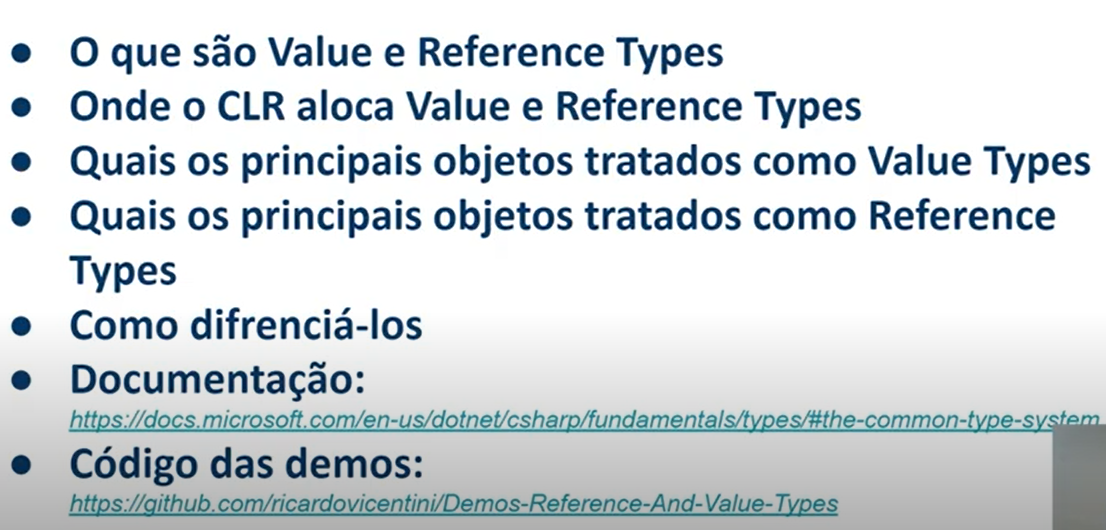 ● O que são Value e Reference Types
● Onde o CLR aloca Value e Reference Types
● Quais os principais objetos tratados como Value Types
● Quais os principais objetos tratados como Reference
Types
● Como difrenciá-los
● Documentação:
https://docs.microsoft.com/en-us/dotnet/csharp/fundamentals/types/#the-common-type-system
● Código das demos:
https://github.com/ricardovicentini/Demos-Reference-And-Value-Types